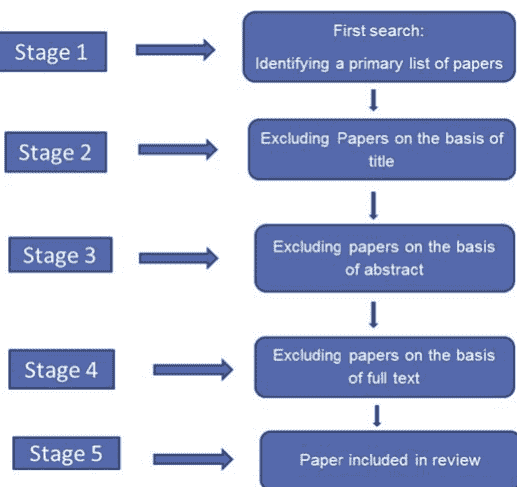 Stage 1
First search:
Identifying a primary list of papers
Stage 2
Excluding Papers on the basis of
title
Stage 3
Excluding papers on the basis
of abstract
Stage 4
Excluding papers on the basis
of full text
Stage 5
Paper included in review